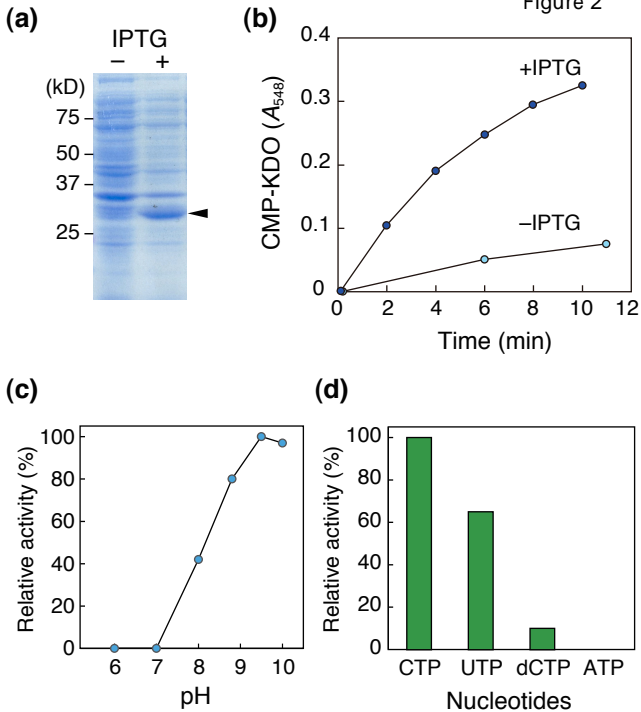 Figure 2
(a)
IPTG
– +
(kD)
75
50
37
25
(b)
CMP-KDO (A548)
0.4
0.3
0.2
0.1
0
+IPTG
–IPTG
0 2 4 6 8 10 12
Time (min)
(c)
Relative activity (%)
100
80
60
40
20
0
6 7 8 9 10
pH
(d)
Relative activity (%)
100
80
60
40
20
0
CTP UTP dCTP ATP
Nucleotides